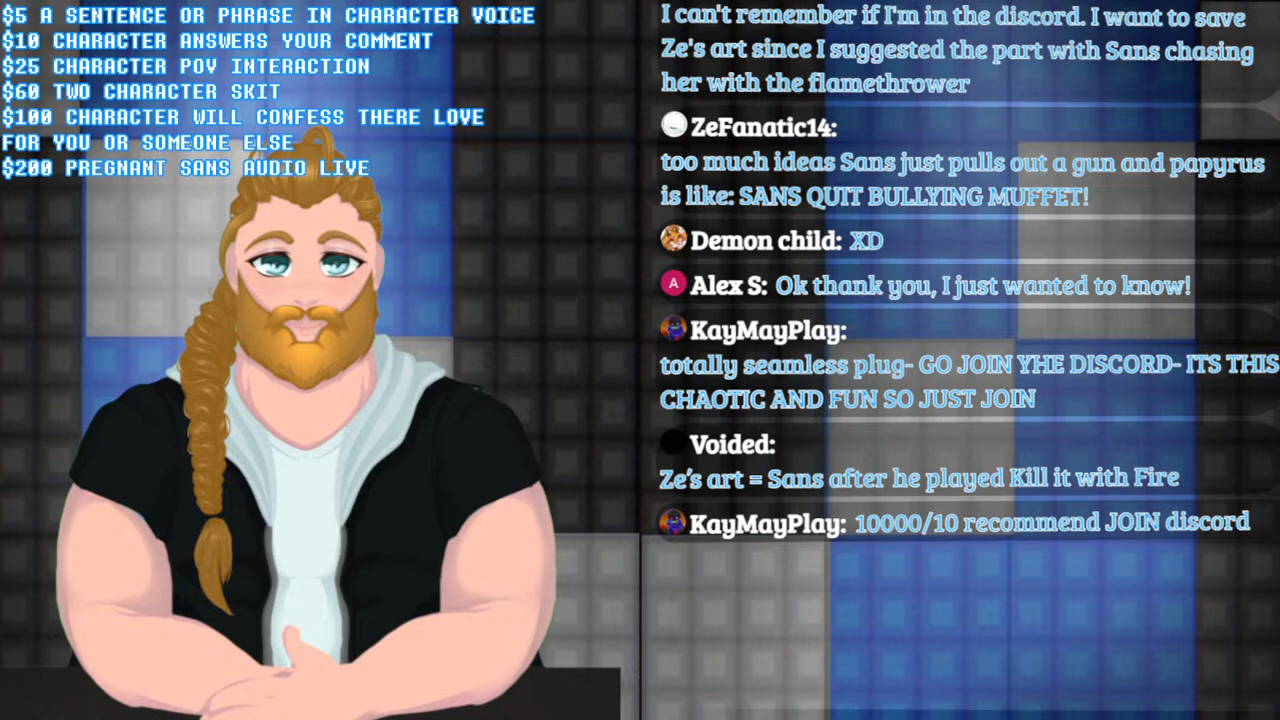 $5 A SENTENCE OR PHRASE IN CHARACTER VOICE
$10 CHARACTER ANSWERS YOUR COMMENT
$25 CHARACTER POV INTERACTION
$60 TWO CHARACTER SKIT
$100 CHARACTER WILL CONFESS THERE LOVE
FOR YOU OR SOMEONE ELSE
$200 PREGNANT SANS AUDIO LIVE
I can't remember if I'm in the discord. I want to save
Ze's art since I suggested the part with Sans chasing
her with the flamethrower
ZeFanatic14:
too much ideas Sans just pulls out a gun and papyrus
is like: SANS QUIT BULLYING MUFFET!
Demon child: XD
A Alex S: Ok thank you, I just wanted to know!
KayMayPlay:
totally seamless plug- GO JOIN YHE DISCORD- ITS THIS
CHAOTIC AND FUN SO JUST JOIN
Voided:
Ze's art = Sans after he played Kill it with Fire
KayMayPlay: 10000/10 recommend JOIN discord